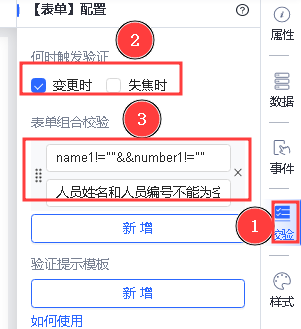 【表单】配置
属性
何时触发验证
2
变更时 失焦时
数据
表单组合校验
3
name1!=""&&number1!=""
事件
人员姓名和人员编号不能为空
新 增
1
校验
验证提示模板
新 增
样式
如何使用